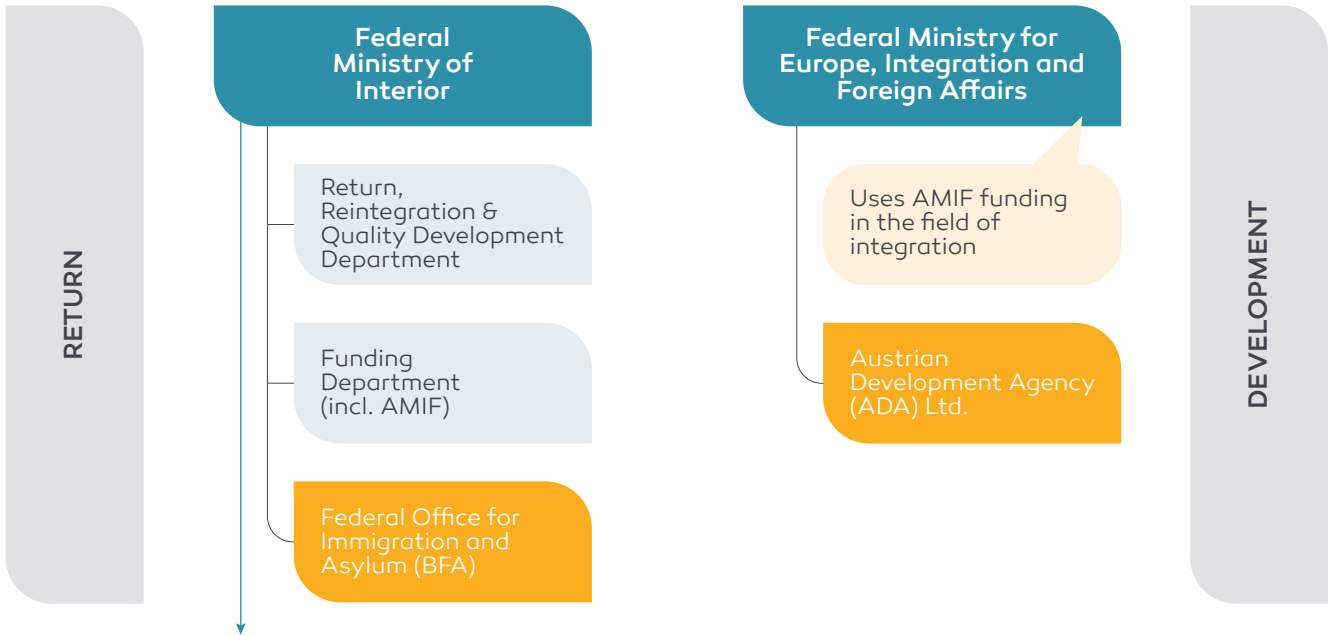 RETURN
Federal
Ministry of
Interior
Return,
Reintegration &
Quality Development
Department
Funding
Department
(incl. AMIF)
Federal Office for
Immigration and
Asylum (BFA)
Federal Ministry for
Europe, Integration and
Foreign Affairs
Uses AMIF funding
in the field of
integration
Austrian
Development Agency
(ADA) Ltd.
DEVELOPMENT